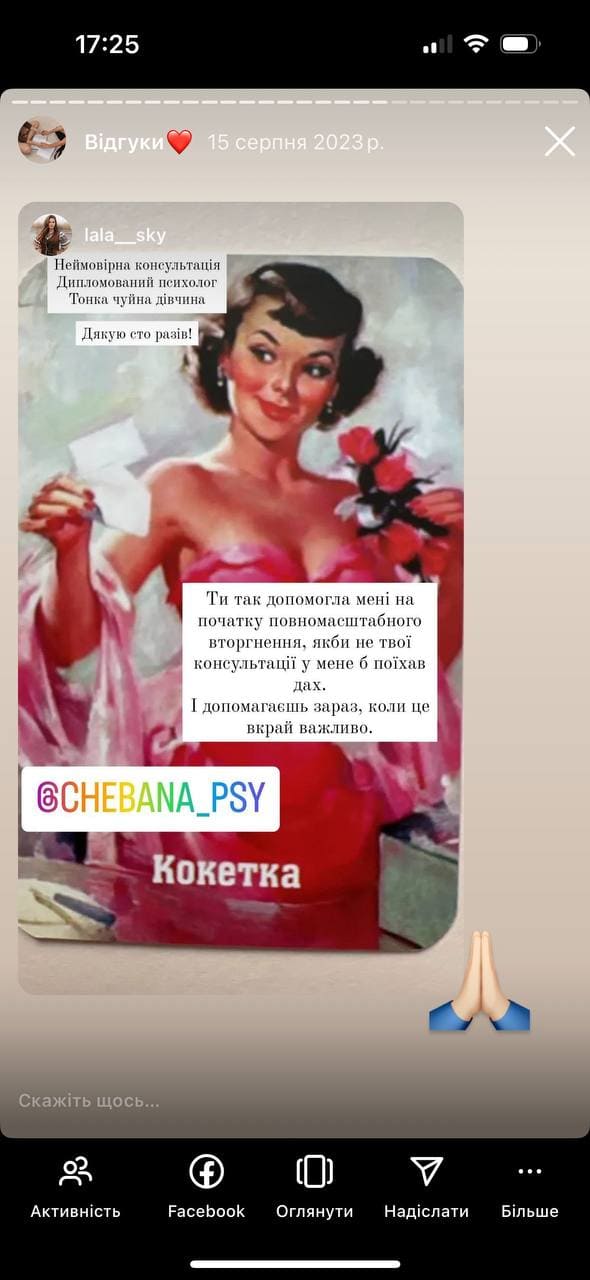 17:25
Відгуки❤️ 15 серпня 2023 р.
lala__sky
Неймовірна консультація
Дипломований психолог
Тонка чуйна дівчина
Дякую сто разів!
Ти так допомогла мені на
початку повномасштабного
вторгнення, якби не твої
консультації у мене б поїхав
дах.
І допомагаєшь зараз, коли це
вкрай важливо.
@CHEBANA_PSY
Кокетка
Скажіть щось...
Активність Facebook Оглянути Надіслати Більше